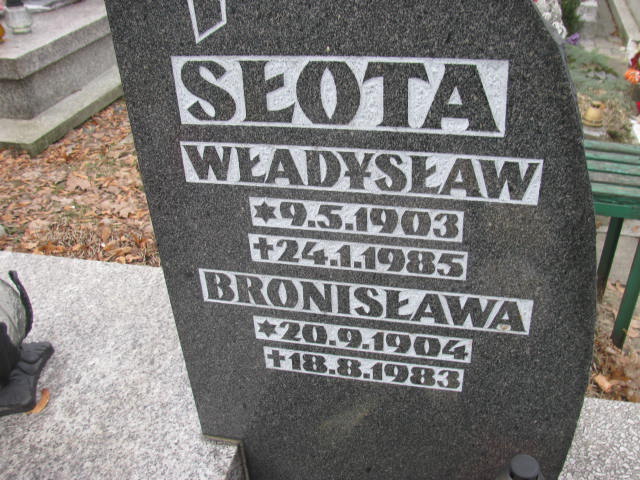 SŁOTA
WŁADYSŁAW
*9.5.1903
✝24.1.1985
BRONISŁAWA
*20.9.1904
✝18.8.1983